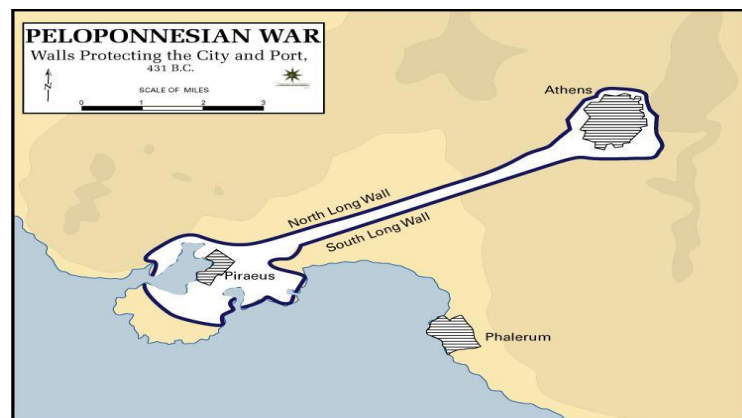 PELOPONNESIAN WAR
Walls Protecting the City and Port,
431 B.C.
SCALE OF MILES
0 1 2 3
Athens
North Long Wall
South Long Wall
Piraeus
Phalerum